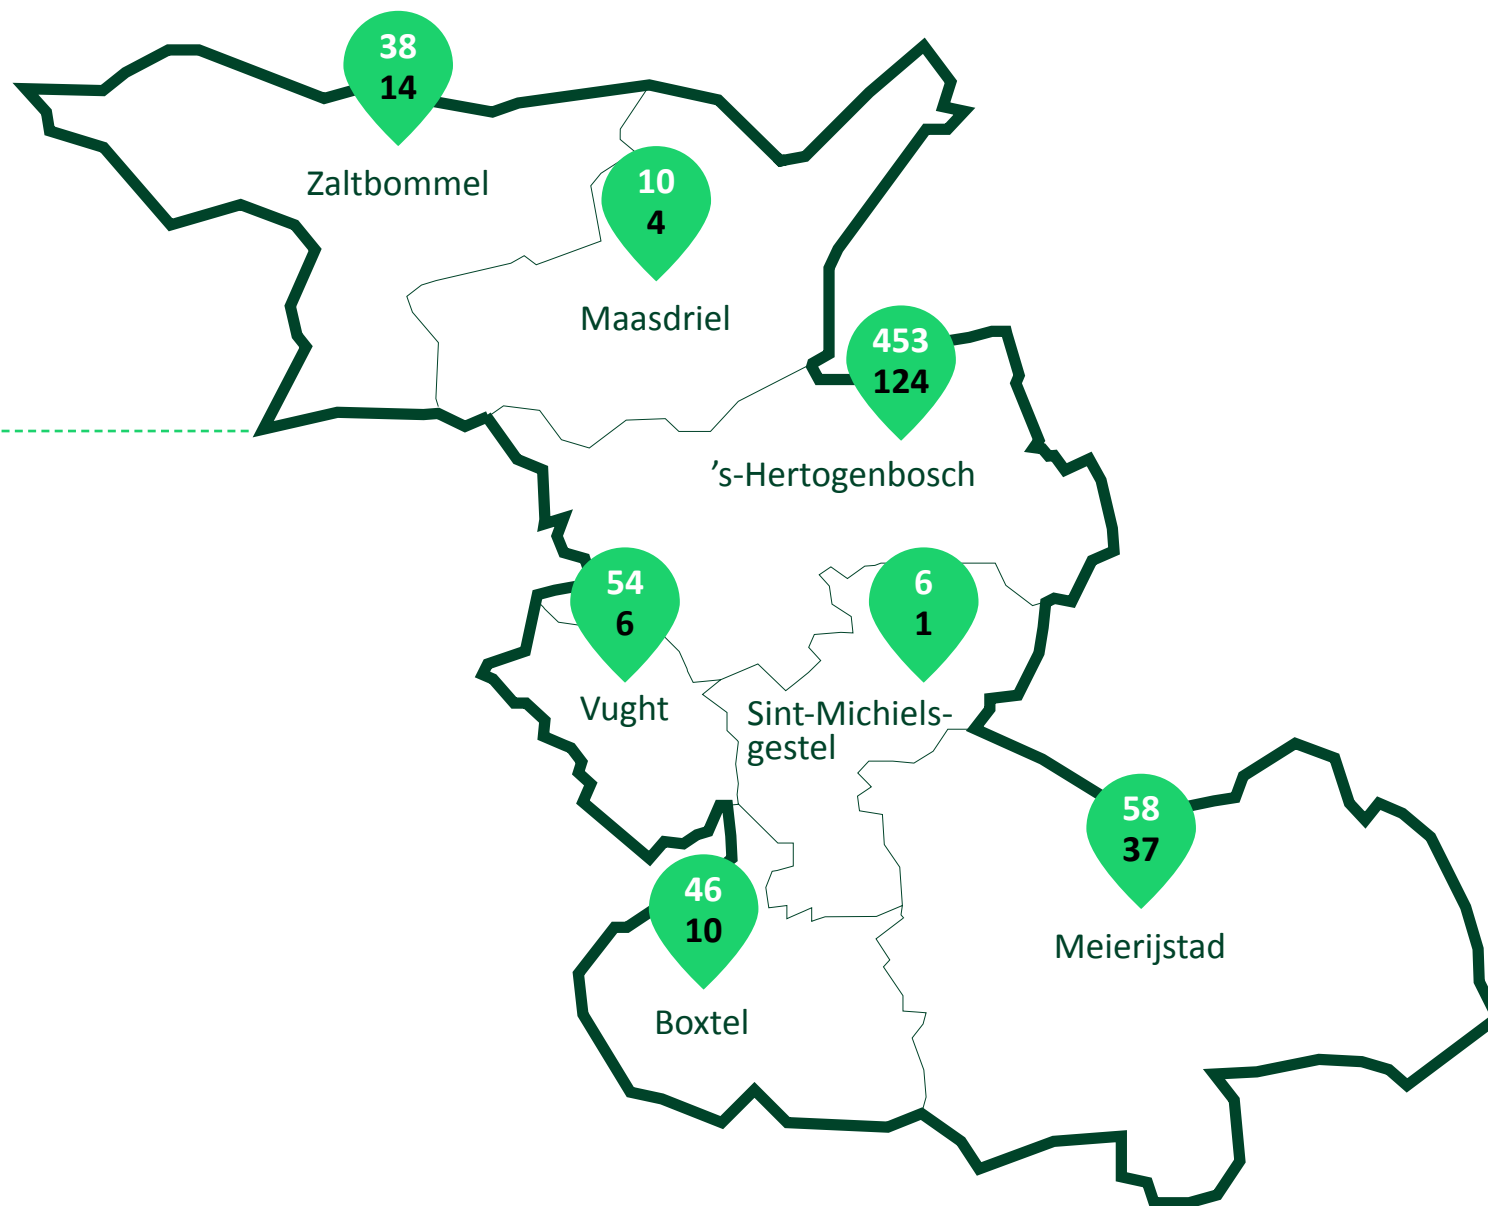 38
14
Zaltbommel
10
4
Maasdriel
453
124
’s-Hertogenbosch
54
6
Vught
6
1
Sint-Michiels-
gestel
58
37
Meierijstad
46
10
Boxtel